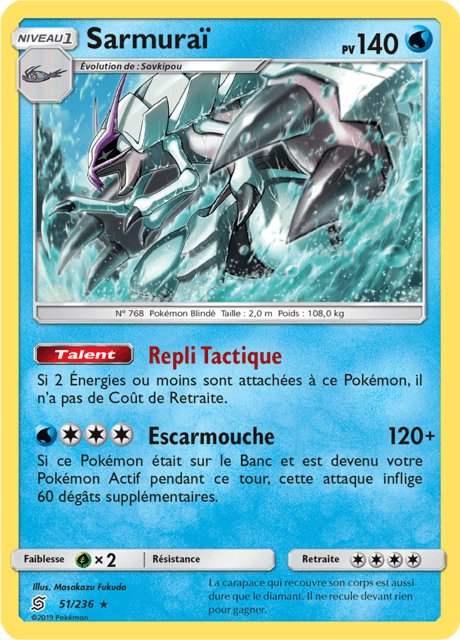 NIVEAU 1
Sarmuraï
PV 140
Évolution de : Sovkipou
N° 768 Pokémon Blindé Taille : 2,0 m Poids : 108,0 kg
Talent Repli Tactique
Si 2 Énergies ou moins sont attachées à ce Pokémon, il
n'a pas de Coût de Retraite.
Escarmouche 120+
Si ce Pokémon était sur le Banc et est devenu votre
Pokémon Actif pendant ce tour, cette attaque inflige
60 dégâts supplémentaires.
Faiblesse ×2 Résistance Retraite
Illus. Masakazu Fukuda
51/236 ★
©2019 Pokémon
La carapace qui recouvre son corps est aussi
dure que le diamant. Il ne recule devant rien
pour gagner.